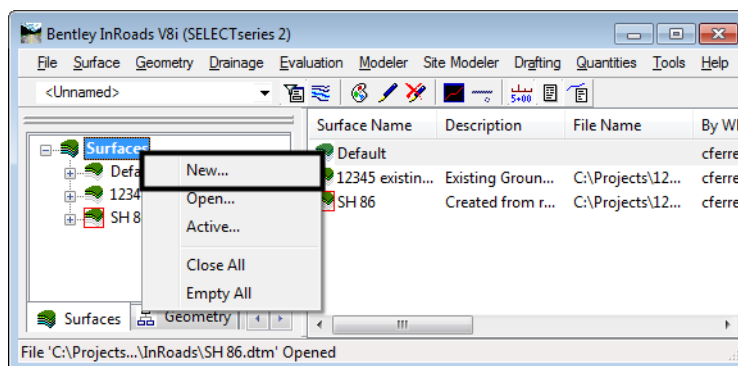 Bentley InRoads V8i (SELECTseries 2)
File Surface Geometry Drainage Evaluation Modeler Site Modeler Drafting Quantities Tools Help
<Unnamed> 5+00
Surface Name Description File Name
Surfaces
Default cferre
12345 existin... Existing Groun... C:\Projects\12... cferre
SH 86 Created from r... C:\Projects\12... cferre
1234
SH 8
New...
Open...
Active...
Close All
Empty All
Surfaces Geometry
File 'C:\Projects...\InRoads\SH 86.dtm' Opened